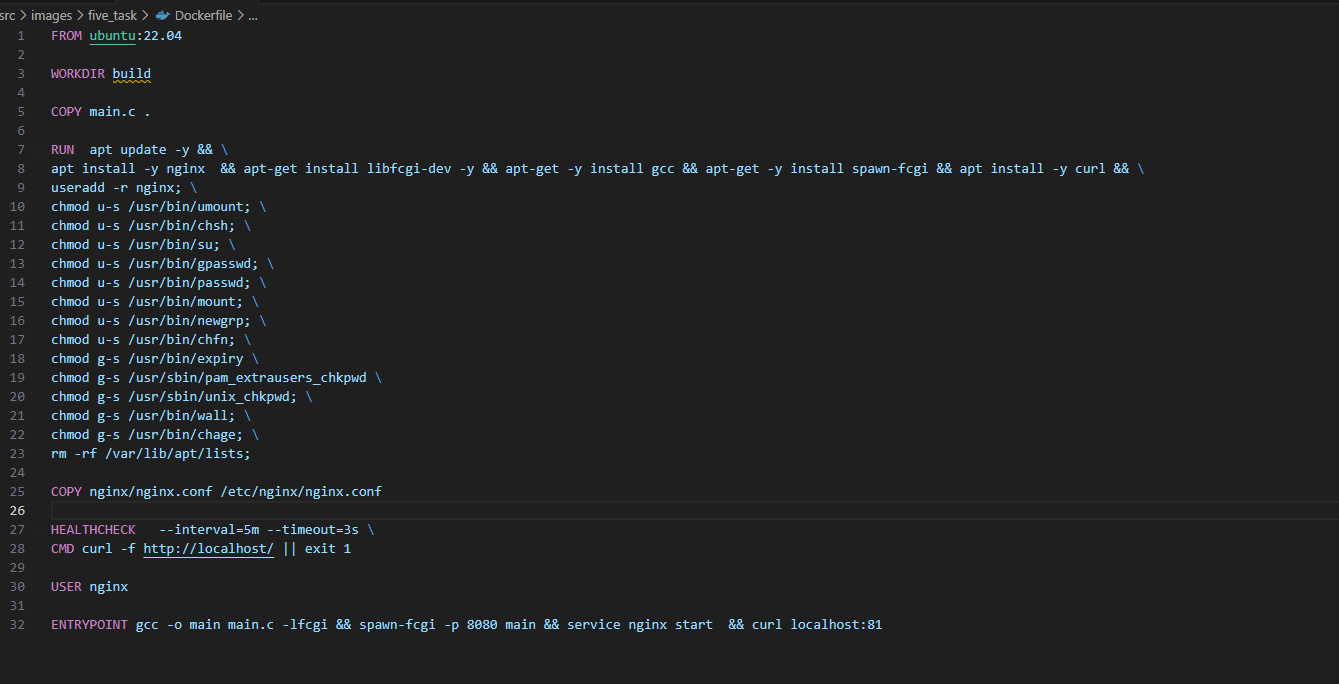 src > images > five_task > Dockerfile > ...
1 FROM ubuntu:22.04
2
3 WORKDIR build
4
5 COPY main.c .
6
7 RUN  apt update -y && \
8 apt install -y nginx  && apt-get install libfcgi-dev -y && apt-get -y install gcc && apt-get -y install spawn-fcgi && apt install -y curl && \
9 useradd -r nginx; \
10 chmod u-s /usr/bin/umount; \
11 chmod u-s /usr/bin/chsh; \
12 chmod u-s /usr/bin/su; \
13 chmod u-s /usr/bin/gpasswd; \
14 chmod u-s /usr/bin/passwd; \
15 chmod u-s /usr/bin/mount; \
16 chmod u-s /usr/bin/newgrp; \
17 chmod u-s /usr/bin/chfn; \
18 chmod g-s /usr/bin/expiry \
19 chmod g-s /usr/sbin/pam_extrausers_chkpwd \
20 chmod g-s /usr/sbin/unix_chkpwd; \
21 chmod g-s /usr/bin/wall; \
22 chmod g-s /usr/bin/chage; \
23 rm -rf /var/lib/apt/lists;
24
25 COPY nginx/nginx.conf /etc/nginx/nginx.conf
26
27 HEALTHCHECK   --interval=5m --timeout=3s \
28 CMD curl -f http://localhost/ || exit 1
29
30 USER nginx
31
32 ENTRYPOINT gcc -o main main.c -lfcgi && spawn-fcgi -p 8080 main && service nginx start  && curl localhost:81